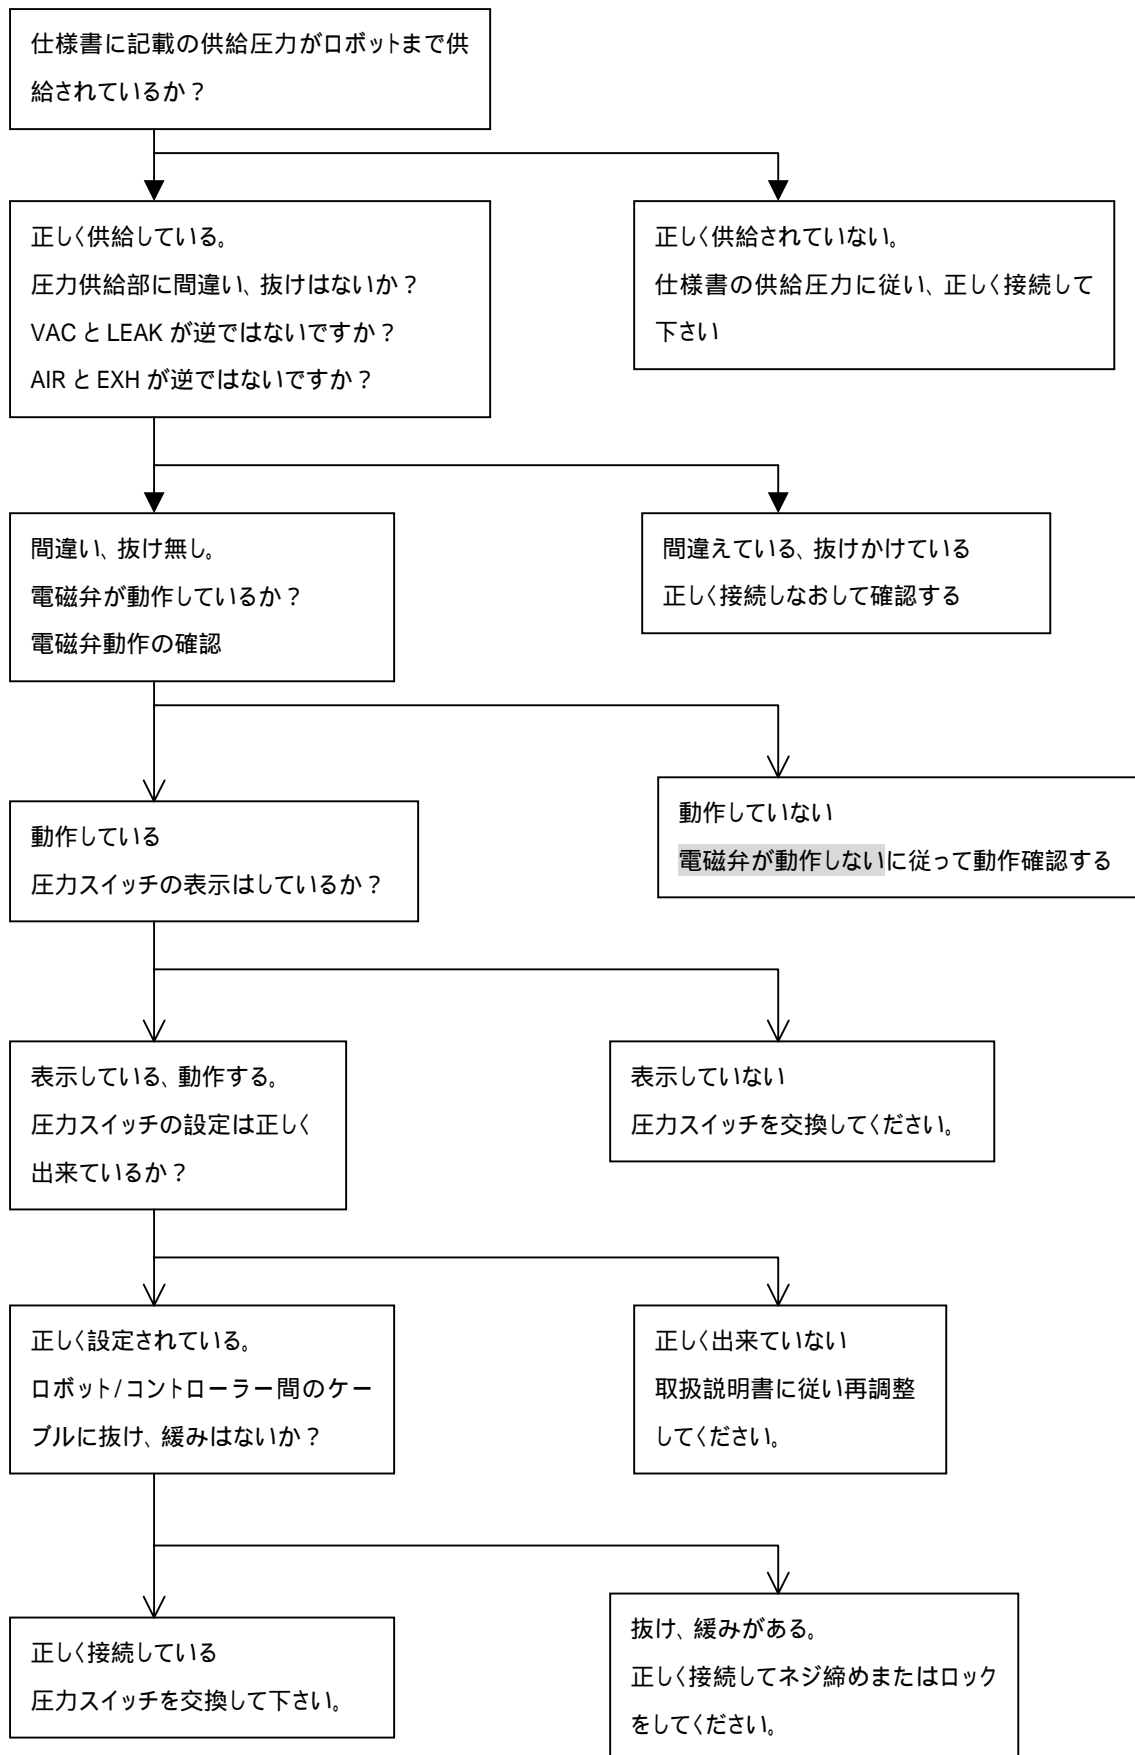 仕様書に記載の供給圧力がロボットまで供
給されているか？
正しく供給している。
圧力供給部に間違い、抜けはないか？
VAC と LEAK が逆ではないですか？
AIR と EXH が逆ではないですか？
正しく供給されていない。
仕様書の供給圧力に従い、正しく接続して
下さい
間違い、抜け無し。
電磁弁が動作しているか？
電磁弁動作の確認
間違えている、抜けかけている
正しく接続しなおして確認する
動作している
圧力スイッチの表示はしているか？
動作していない
電磁弁が動作しないに従って動作確認する
表示している、動作する。
圧力スイッチの設定は正しく
出来ているか？
表示していない
圧力スイッチを交換してください。
正しく設定されている。
ロボット/コントローラー間のケー
ブルに抜け、緩みはないか？
正しく出来ていない
取扱説明書に従い再調整
してください。
正しく接続している
圧力スイッチを交換して下さい。
抜け、緩みがある。
正しく接続してネジ締めまたはロック
をしてください。